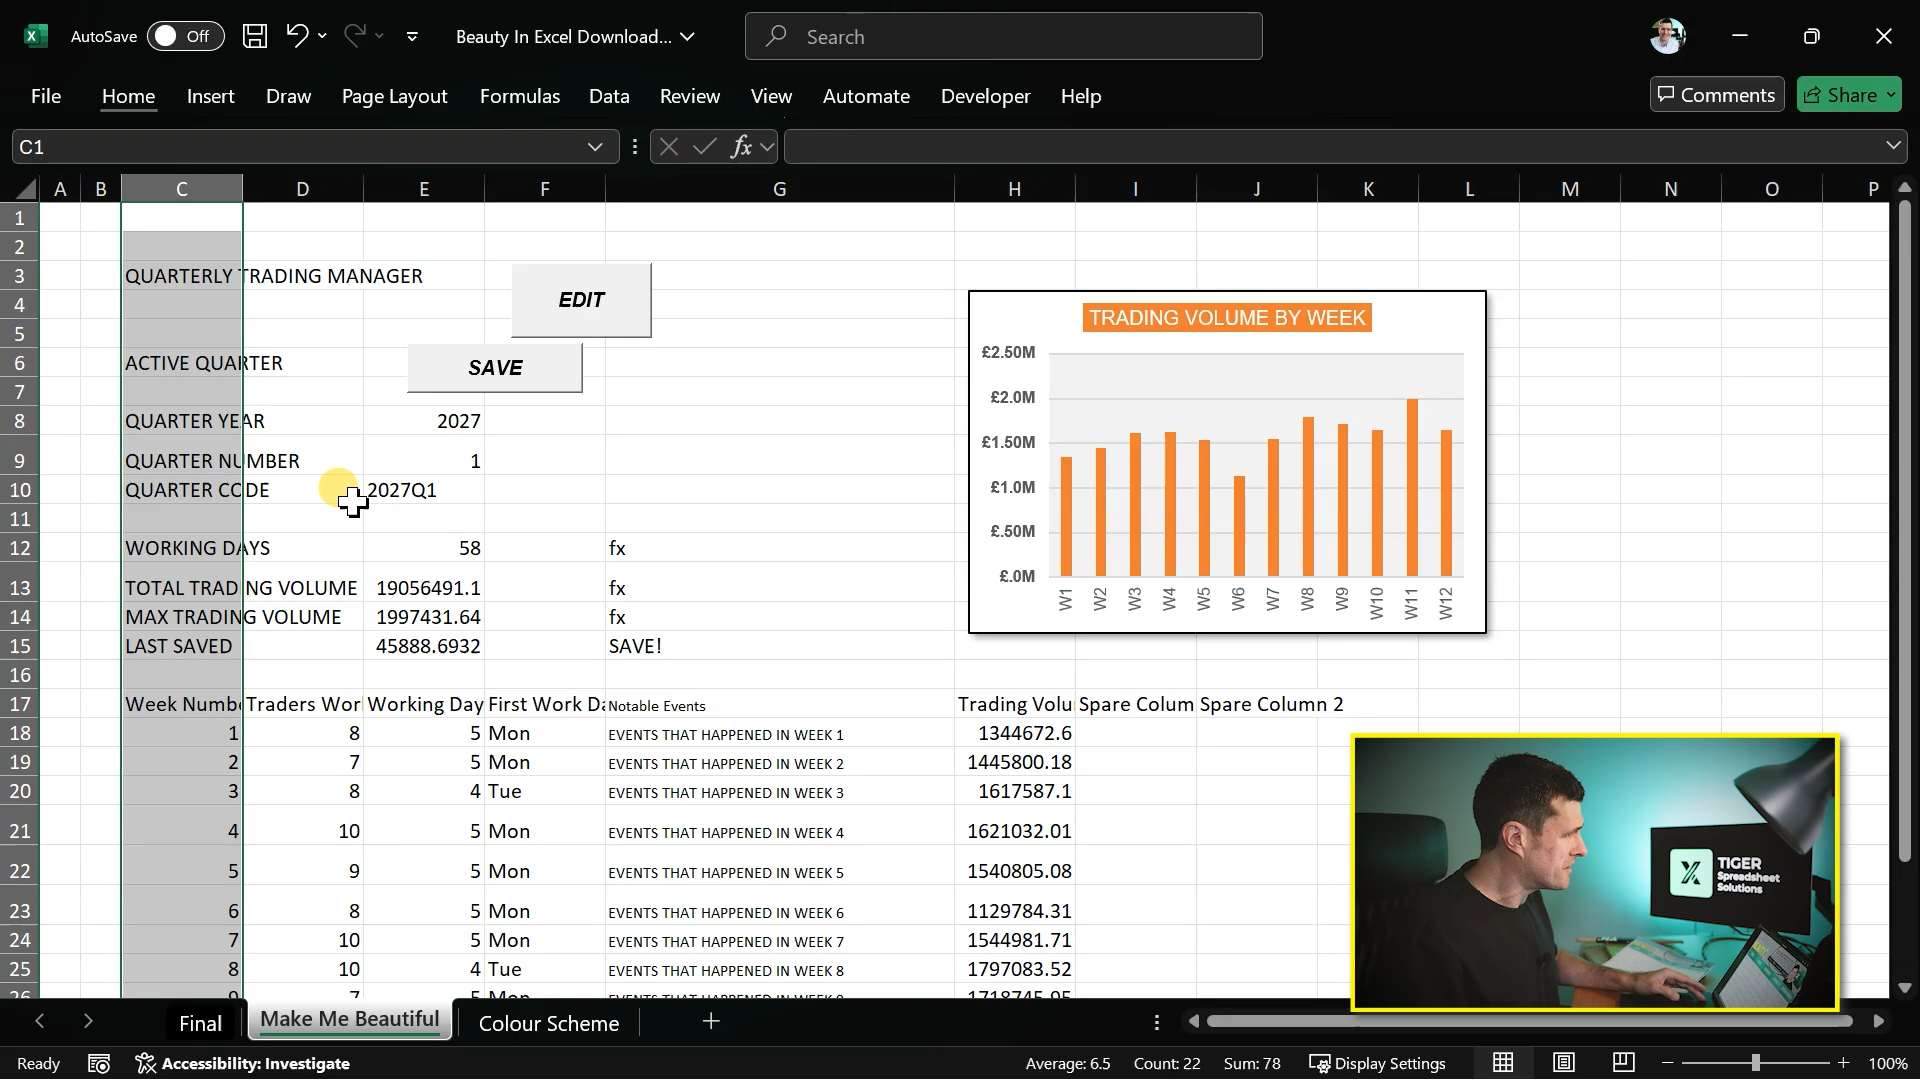 AutoSave Off Beauty In Excel Download... Search
File Home Insert Draw Page Layout Formulas Data Review View Automate Developer Help Comments Share
C1 fx
A B C D E F G H I J K L M N O P
1
2
3 QUARTERLY TRADING MANAGER
EDIT
4
5
6 ACTIVE QUARTER
SAVE
7
8 QUARTER YEAR 2027
9 QUARTER NUMBER 1
10 QUARTER CODE 2027Q1
11
12 WORKING DAYS 58 fx
13 TOTAL TRADING VOLUME 19056491.1 fx
14 MAX TRADING VOLUME 1997431.64 fx
15 LAST SAVED 45888.6932 SAVE!
16
TRADING VOLUME BY WEEK
£2.50M
£2.0M
£1.50M
£1.0M
£.50M
£.0M
W1 W2 W3 W4 W5 W6 W7 W8 W9 W10 W11 W12
17 Week Numb Traders Wor Working Day First Work Da Notable Events Trading Volu Spare Colum Spare Column 2
18 1 8 5 Mon EVENTS THAT HAPPENED IN WEEK 1 1344672.6
19 2 7 5 Mon EVENTS THAT HAPPENED IN WEEK 2 1445800.18
20 3 8 4 Tue EVENTS THAT HAPPENED IN WEEK 3 1617587.1
21 4 10 5 Mon EVENTS THAT HAPPENED IN WEEK 4 1621032.01
22 5 9 5 Mon EVENTS THAT HAPPENED IN WEEK 5 1540805.08
23 6 8 5 Mon EVENTS THAT HAPPENED IN WEEK 6 1129784.31
24 7 10 5 Mon EVENTS THAT HAPPENED IN WEEK 7 1544981.71
25 8 10 4 Tue EVENTS THAT HAPPENED IN WEEK 8 1797083.52
TIGER
Spreadsheet
Solutions
Final Make Me Beautiful Colour Scheme
Ready Accessibility: Investigate Average: 6.5 Count: 22 Sum: 78 Display Settings 100%